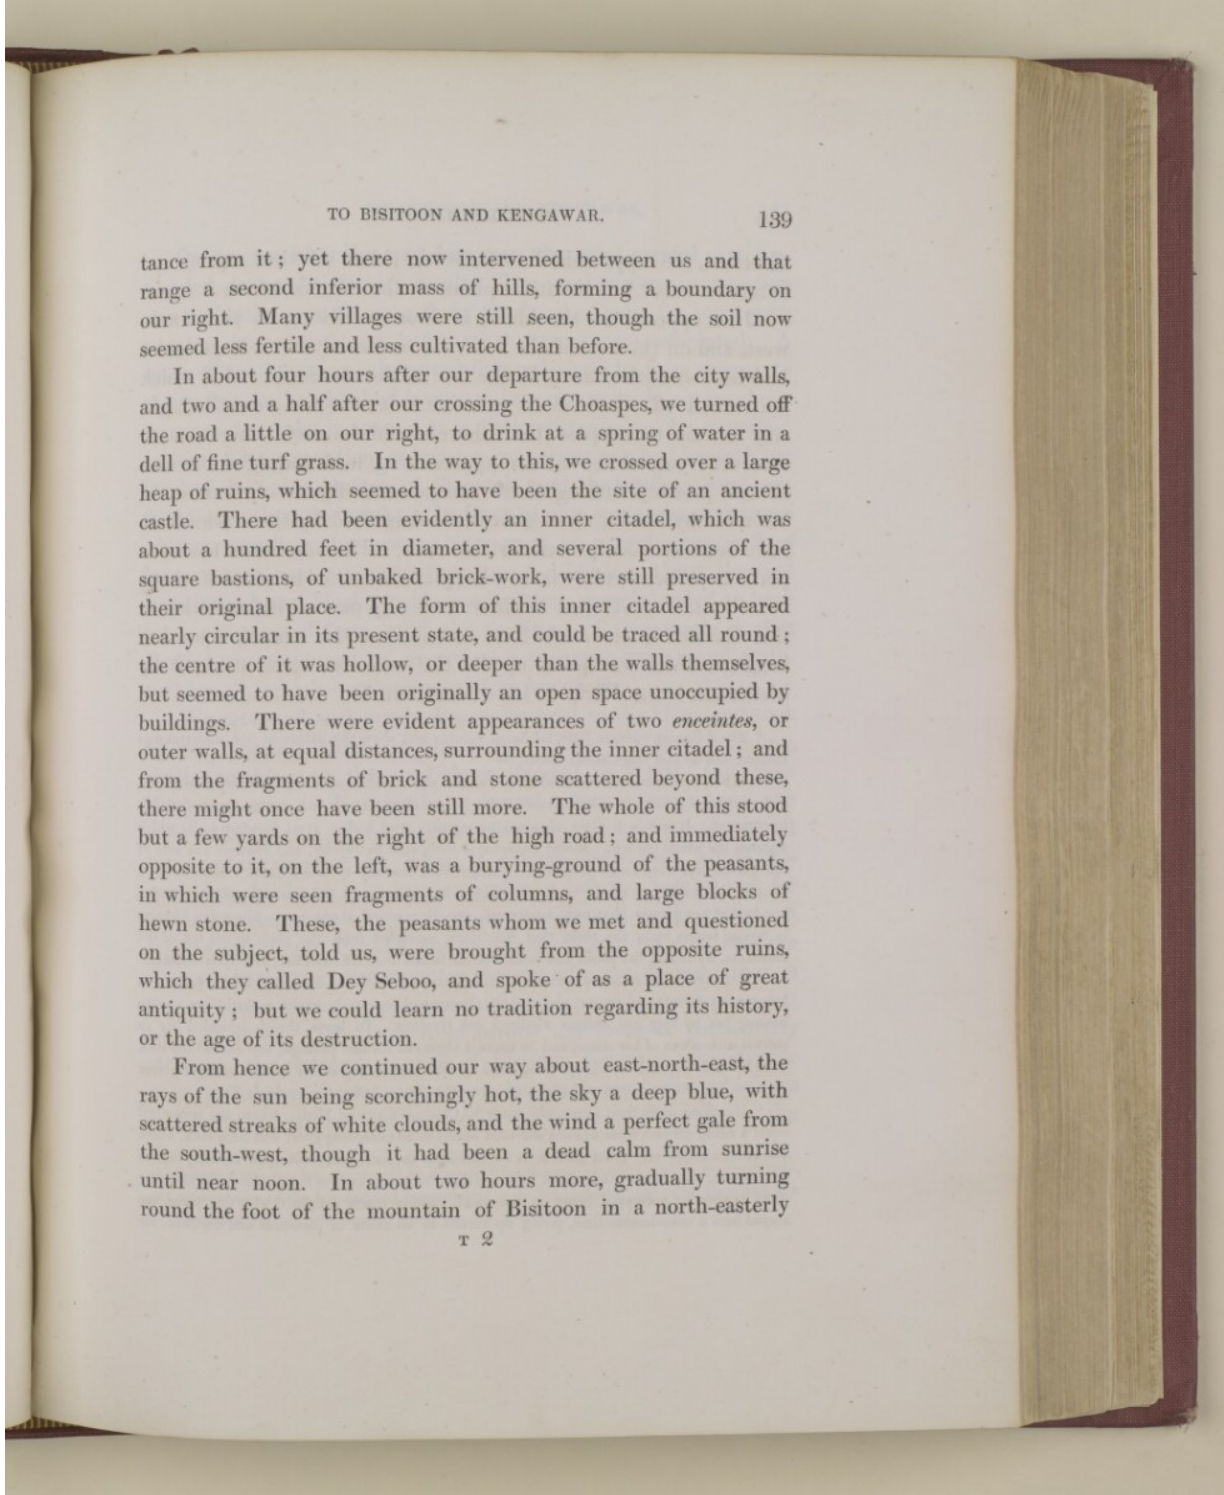 TO BISITOON AND KENGAWAR. 139
tance from it; yet there now intervened between us and that
range a second inferior mass of hills, forming a boundary on
our right. Many villages were still seen, though the soil now
seemed less fertile and less cultivated than before.
In about four hours after our departure from the city walls,
and two and a half after our crossing the Choaspes, we turned off
the road a little on our right, to drink at a spring of water in a
dell of fine turf grass. In the way to this, we crossed over a large
heap of ruins, which seemed to have been the site of an ancient
castle. There had been evidently an inner citadel, which was
about a hundred feet in diameter, and several portions of the
square bastions, of unbaked brick-work, were still preserved in
their original place. The form of this inner citadel appeared
nearly circular in its present state, and could be traced all round;
the centre of it was hollow, or deeper than the walls themselves,
but seemed to have been originally an open space unoccupied by
buildings. There were evident appearances of two enceintes, or
outer walls, at equal distances, surrounding the inner citadel; and
from the fragments of brick and stone scattered beyond these,
there might once have been still more. The whole of this stood
but a few yards on the right of the high road; and immediately
opposite to it, on the left, was a burying-ground of the peasants,
in which were seen fragments of columns, and large blocks of
hewn stone. These, the peasants whom we met and questioned
on the subject, told us, were brought from the opposite ruins,
which they called Dey Seboo, and spoke of as a place of great
antiquity; but we could learn no tradition regarding its history,
or the age of its destruction.
From hence we continued our way about east-north-east, the
rays of the sun being scorchingly hot, the sky a deep blue, with
scattered streaks of white clouds, and the wind a perfect gale from
the south-west, though it had been a dead calm from sunrise
until near noon. In about two hours more, gradually turning
round the foot of the mountain of Bisitoon in a north-easterly
T 2